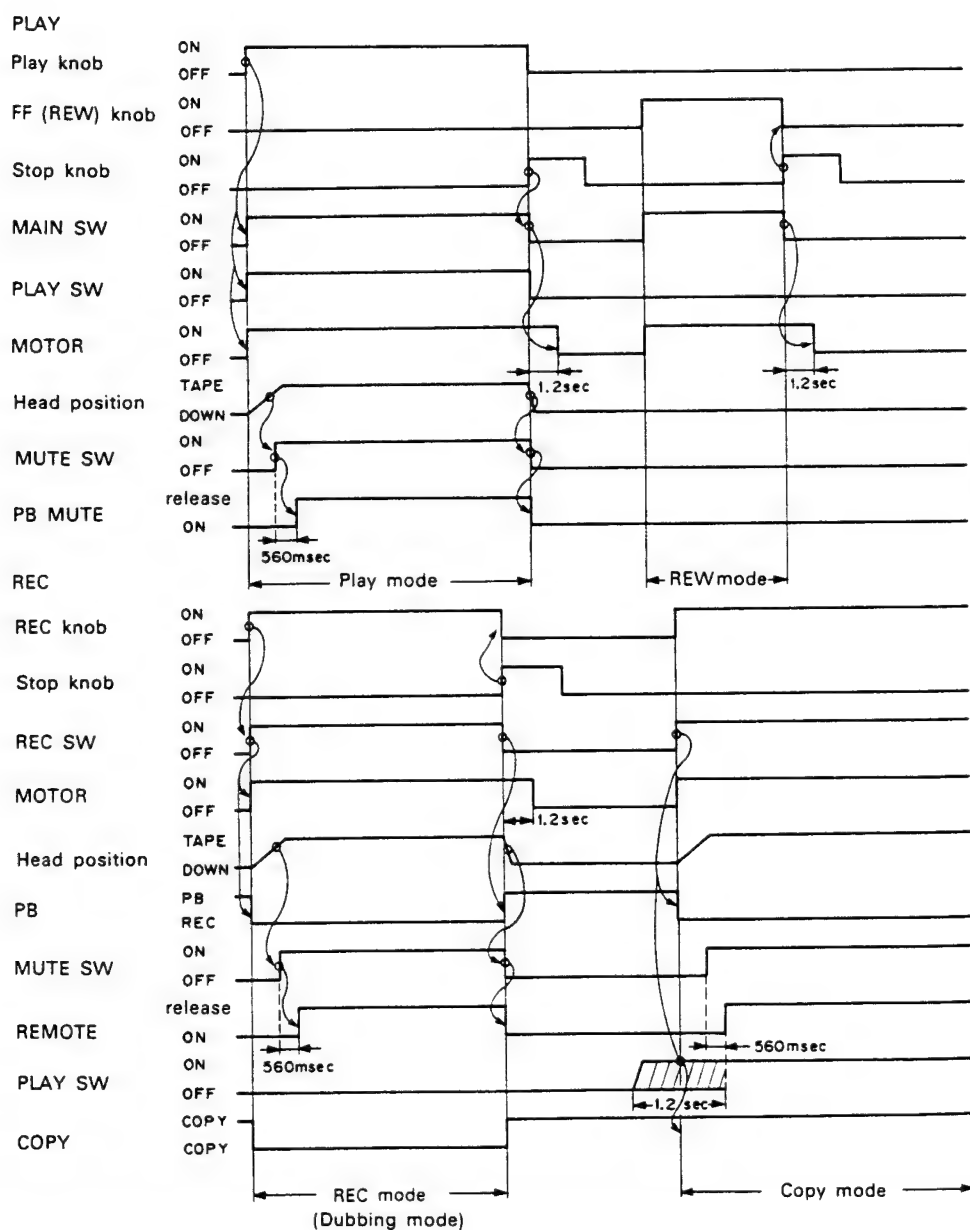 PLAY
Play knob ON
OFF
FF (REW) knob ON
OFF
Stop knob ON
OFF
MAIN SW ON
OFF
PLAY SW ON
OFF
MOTOR ON
OFF
1.2sec 1.2sec
Head position TAPE
DOWN
MUTE SW ON
OFF
PB MUTE release
ON
560msec
Play mode REW mode
REC
REC knob ON
OFF
Stop knob ON
OFF
REC SW ON
OFF
MOTOR ON
OFF
1.2sec
Head position TAPE
DOWN
PB PB
REC
MUTE SW ON
OFF
REMOTE release
ON
560msec 560msec
PLAY SW ON
OFF
1.2 sec
COPY COPY
COPY
REC mode
(Dubbing mode)
Copy mode